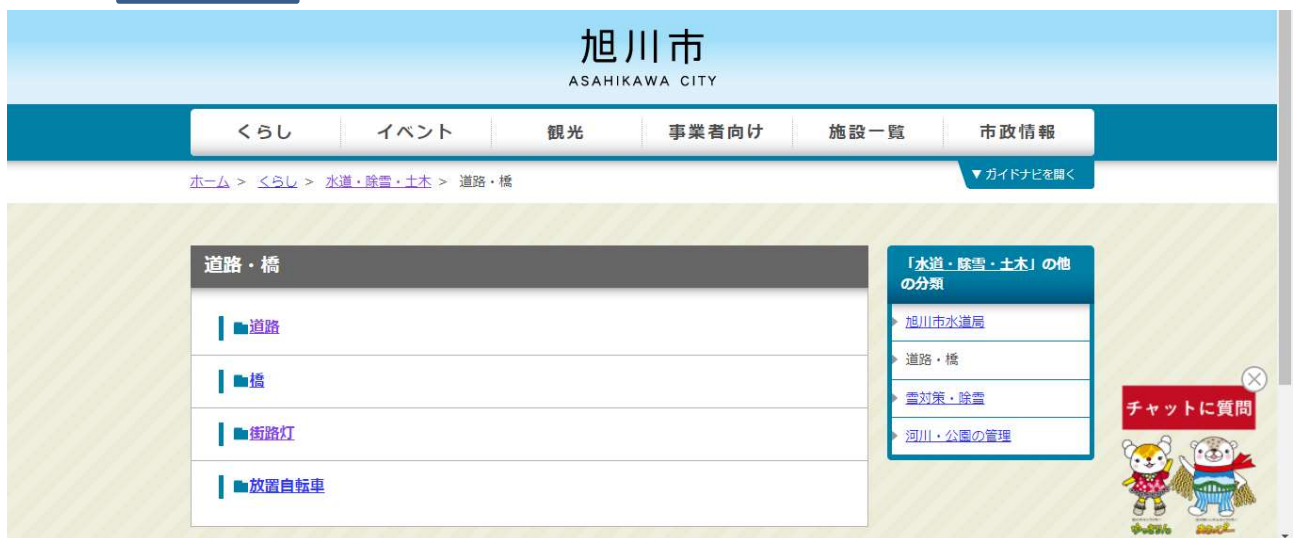 旭川市
ASAHIKAWA CITY
くらし
イベント
観光
事業者向け
施設一覧
市政情報
ホーム > くらし > 水道・除雪・土木 > 道路・橋
▼ガイドナビを開く
道路・橋
道路
橋
街路灯
放置自転車
「水道・除雪・土木」の他
の分類
旭川市水道局
道路・橋
雪対策・除雪
河川・公園の管理
チャットに質問